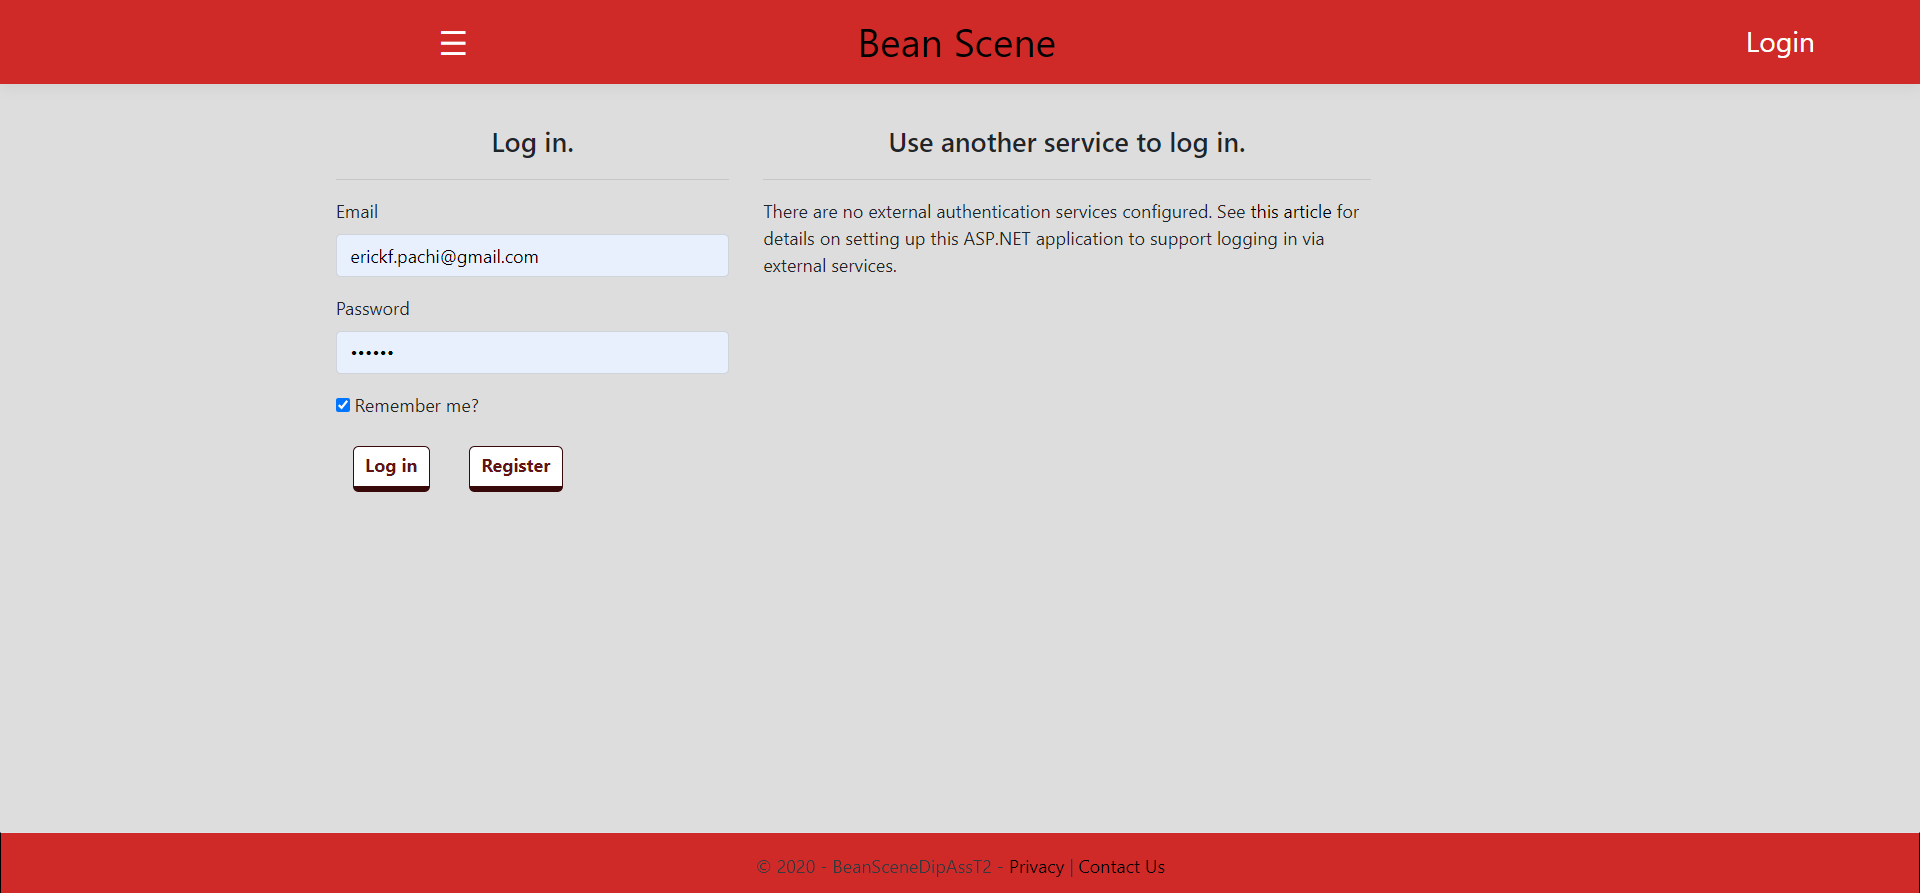 ☰ Bean Scene Login
Log in.
Email
erickf.pachi@gmail.com
Password
••••••
Remember me?
Log in Register
Use another service to log in.
There are no external authentication services configured. See this article for
details on setting up this ASP.NET application to support logging in via
external services.
© 2020 - BeanSceneDipAssT2 - Privacy | Contact Us